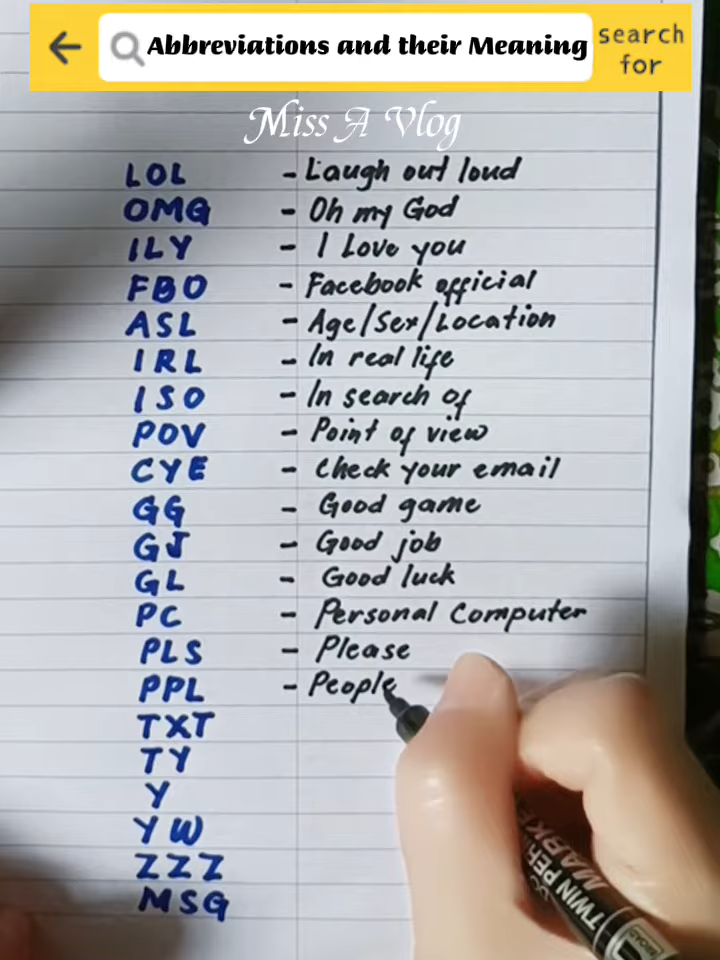 Abbreviations and their Meaning
search
for
Miss A Vlog
LOL - Laugh out loud
OMG - Oh my God
ILY - I Love you
FBO - Facebook official
ASL - Age/Sex/Location
IRL - In real life
ISO - In search of
POV - Point of view
CYE - Check your email
GG - Good game
GJ - Good job
GL - Good luck
PC - Personal Computer
PLS - Please
PPL - People
TXT
TY
Y
YW
ZZZ
MSG
TWIN PE
MARKE
BROAD